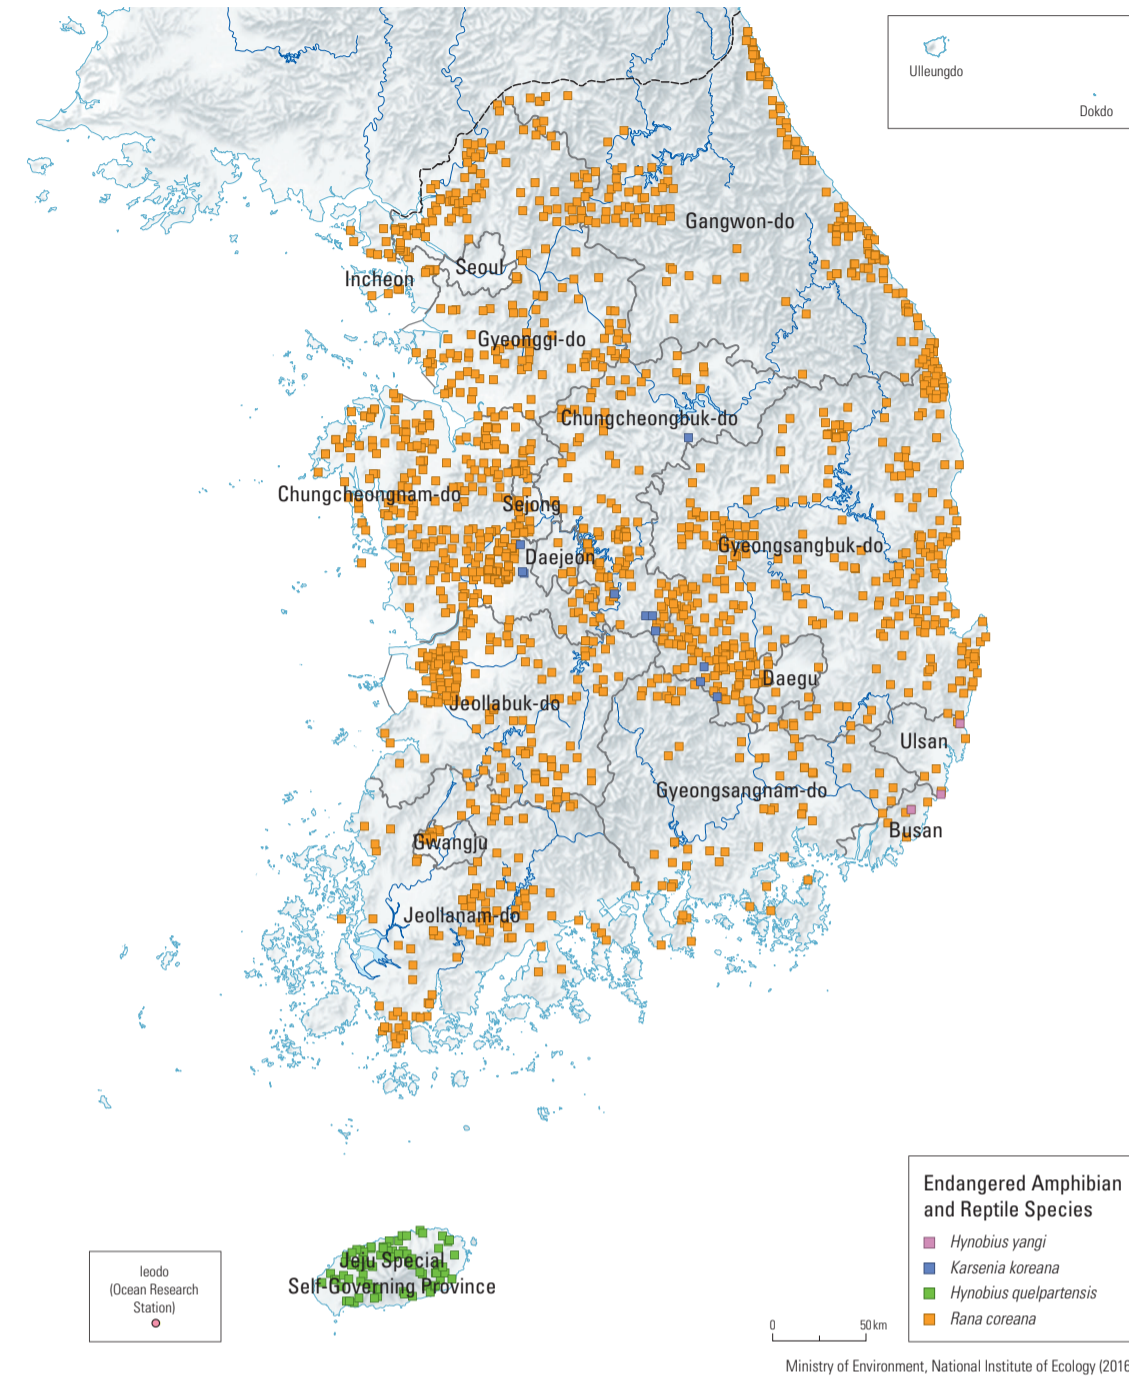 Ulleungdo
Dokdo
Gangwon-do
Seoul
Incheon
Gyeonggi-do
Chungcheongbuk-do
Chungcheongnam-do
Sejong
Gyeongsangbuk-do
Daejeon
Daegu
Jeollabuk-do
Ulsan
Gyeongsangnam-do
Busan
Gwangju
Jeollanam-do
Jeju Special
Self-Governing Province
Ieodo
(Ocean Research
Station)
Endangered Amphibian
and Reptile Species
Hynobius yangi
Karsenia koreana
Hynobius quelpartensis
Rana coreana
0 50 km
Ministry of Environment, National Institute of Ecology (2016